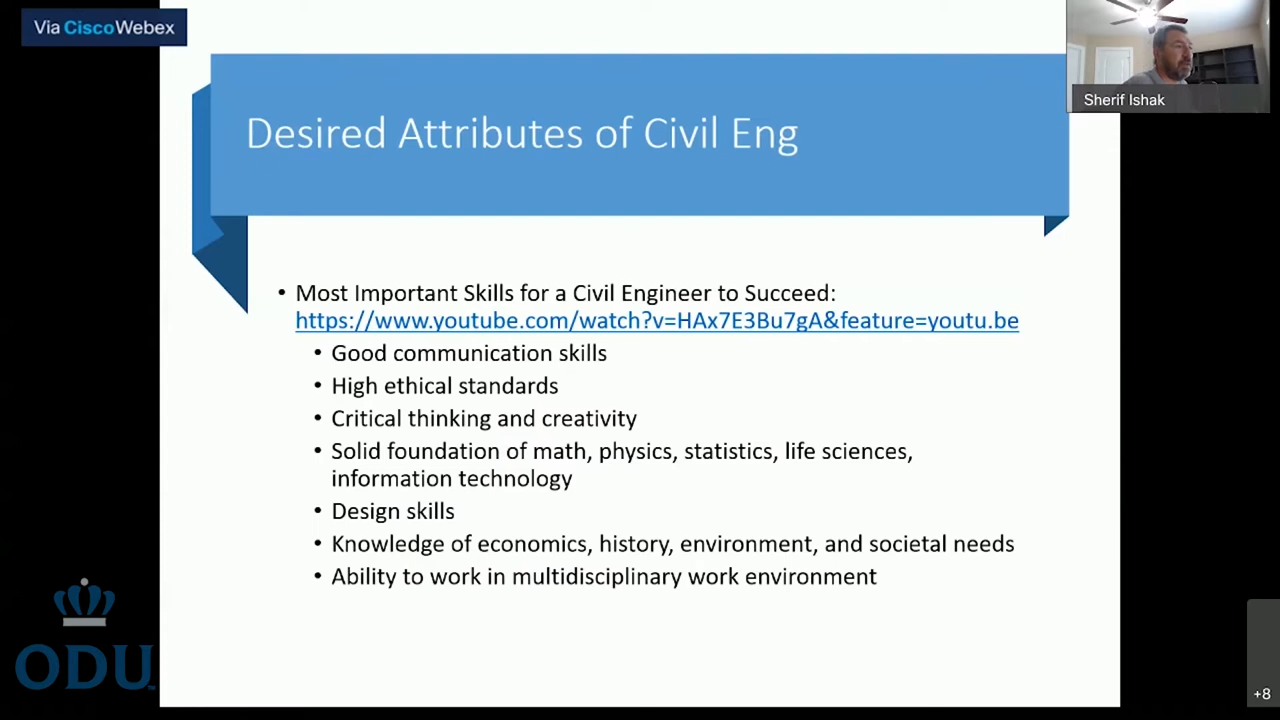 Via Cisco Webex
Sherif Ishak
Desired Attributes of Civil Eng
• Most Important Skills for a Civil Engineer to Succeed:
https://www.youtube.com/watch?v=HAx7E3Bu7gA&feature=youtu.be
• Good communication skills
• High ethical standards
• Critical thinking and creativity
• Solid foundation of math, physics, statistics, life sciences,
information technology
• Design skills
• Knowledge of economics, history, environment, and societal needs
• Ability to work in multidisciplinary work environment
ODU
+8